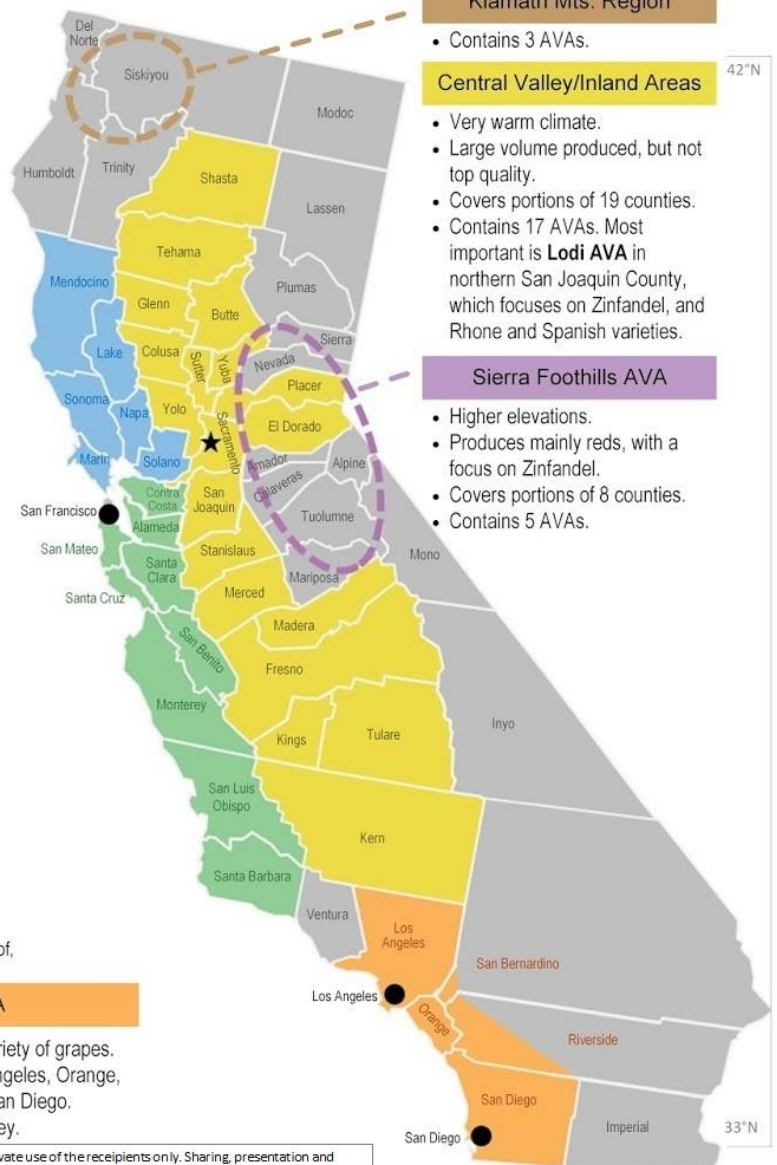 Klamath Mts. Region
• Contains 3 AVAs.
42°N
Central Valley/Inland Areas
• Very warm climate.
• Large volume produced, but not
top quality.
• Covers portions of 19 counties.
• Contains 17 AVAs. Most
important is Lodi AVA in
northern San Joaquin County,
which focuses on Zinfandel, and
Rhone and Spanish varieties.
Sierra Foothills AVA
• Higher elevations.
• Produces mainly reds, with a
focus on Zinfandel.
• Covers portions of 8 counties.
• Contains 5 AVAs.
Del
Norte
Siskiyou
Modoc
Humboldt
Trinity
Shasta
Lassen
Tehama
Mendocino
Plumas
Glenn
Butte
Sierra
Lake
Colusa
Sutter
Yuba
Nevada
Placer
Sonoma
Napa
Yolo
Sacramento
El Dorado
Marin
Solano
Amador
Alpine
Calaveras
Contra
Costa
San
Joaquin
San Francisco
Alameda
Tuolumne
San Mateo
Stanislaus
Mono
Santa
Clara
Mariposa
Santa Cruz
Merced
Madera
San Benito
Fresno
Monterey
Inyo
Kings
Tulare
San Luis
Obispo
Kern
Santa Barbara
Ventura
Los
Angeles
San Bernardino
Los Angeles
Orange
Riverside
San Diego
Imperial
San Diego
33°N
of,
A
riety of grapes.
ngeles, Orange,
an Diego.
ey.
vate use of the receipients only. Sharing, presentation and